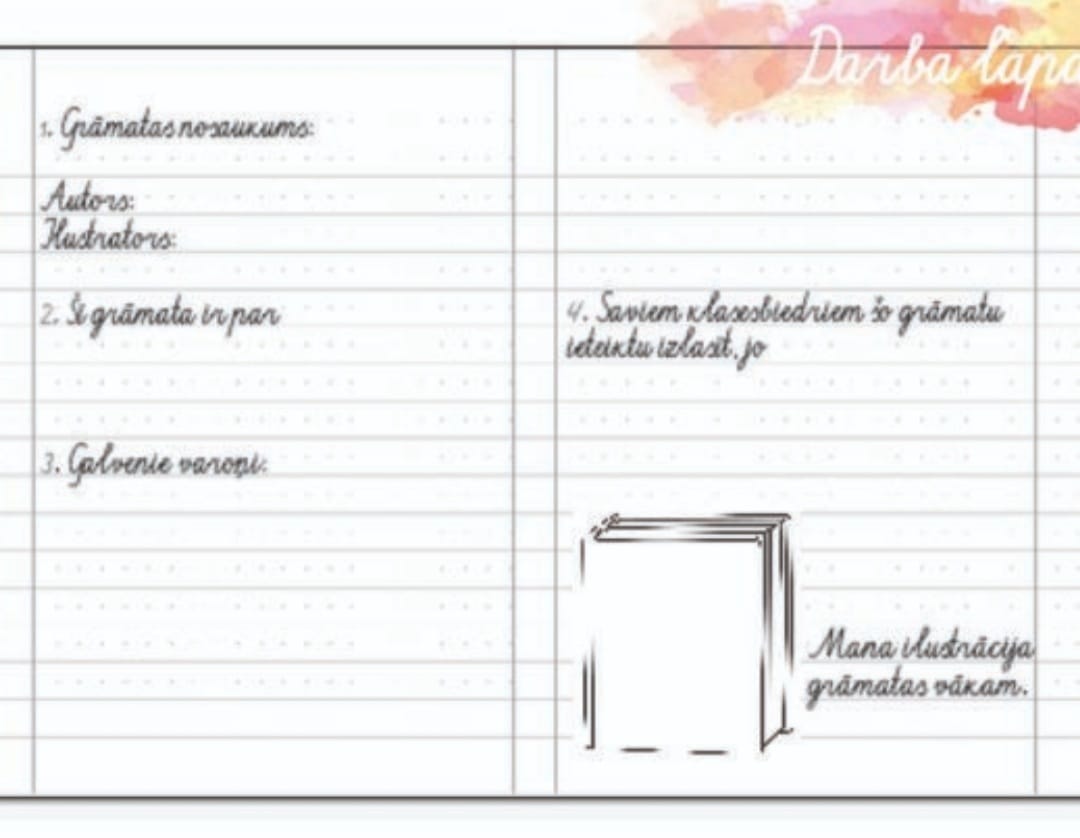 Darba lapa
1. Grāmatas nosaukums:
Autors:
Ilustrators:
2. Šī grāmata ir par
3. Galvenie varoņi:
4. Saviem klasesbiedriem šo grāmatu
ieteiktu izlasīt, jo
Mana ilustrācija
grāmatas vākam.